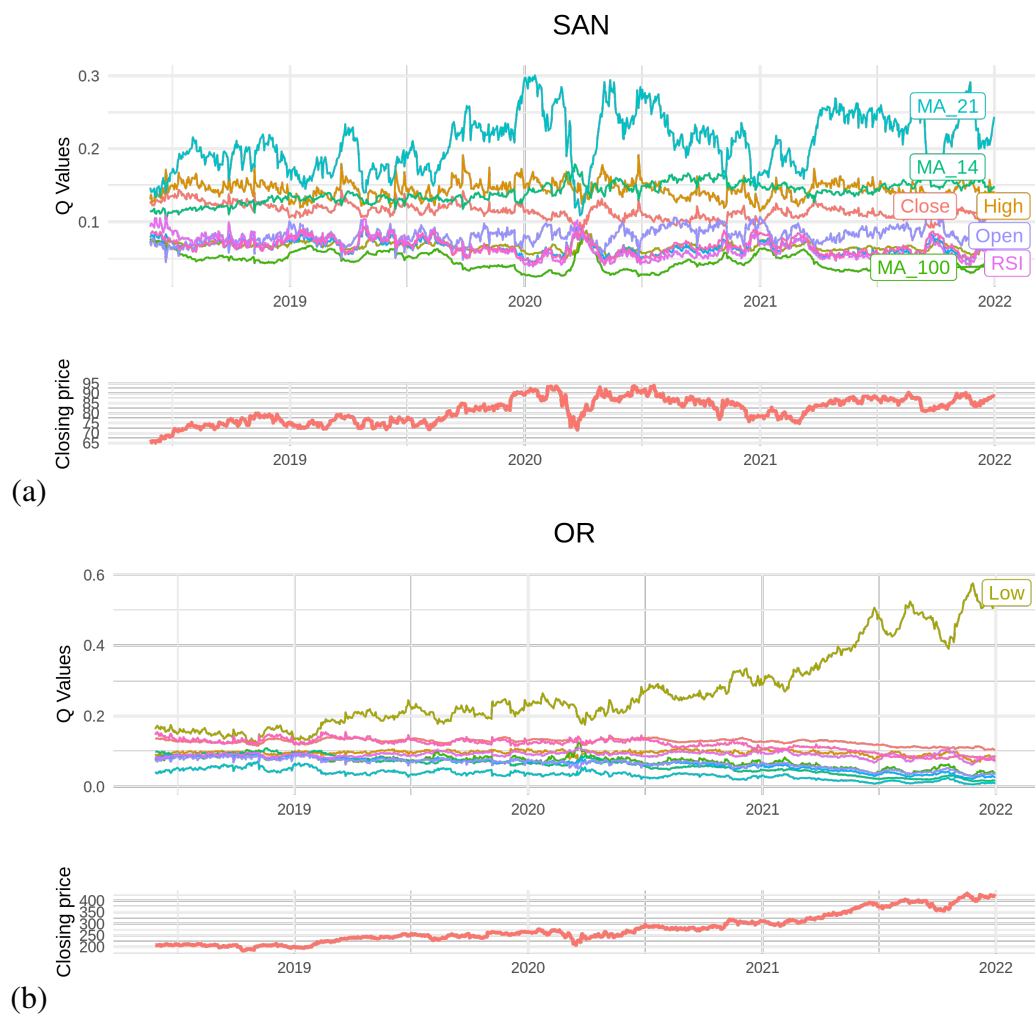 SAN
Q Values
0.3
0.2
0.1
MA_21
MA_14
Close
High
Open
RSI
MA_100
2019 2020 2021 2022
Closing price
95
90
85
80
75
70
65
2019 2020 2021 2022
(a)
OR
Q Values
0.6
0.4
0.2
0.0
Low
2019 2020 2021 2022
Closing price
400
350
300
250
200
2019 2020 2021 2022
(b)